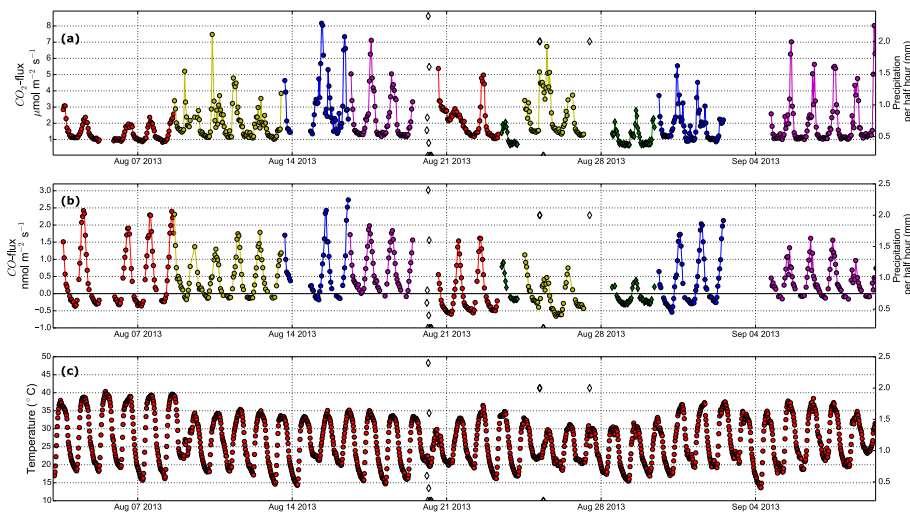 (a)
CO₂-flux
μmol m⁻² s⁻¹
8
7
6
5
4
3
2
1
2.0
1.5
1.0
0.5
Precipitation
per half hour (mm)
Aug 07 2013
Aug 14 2013
Aug 21 2013
Aug 28 2013
Sep 04 2013
(b)
CO-flux
nmol m⁻² s⁻¹
3.0
2.5
2.0
1.5
1.0
0.5
0.0
−0.5
−1.0
2.5
2.0
1.5
1.0
0.5
Precipitation
per half hour (mm)
Aug 07 2013
Aug 14 2013
Aug 21 2013
Aug 28 2013
Sep 04 2013
(c)
Temperature (°C)
50
45
40
35
30
25
20
15
10
2.5
2.0
1.5
1.0
0.5
Precipitation
per half hour (mm)
Aug 07 2013
Aug 14 2013
Aug 21 2013
Aug 28 2013
Sep 04 2013